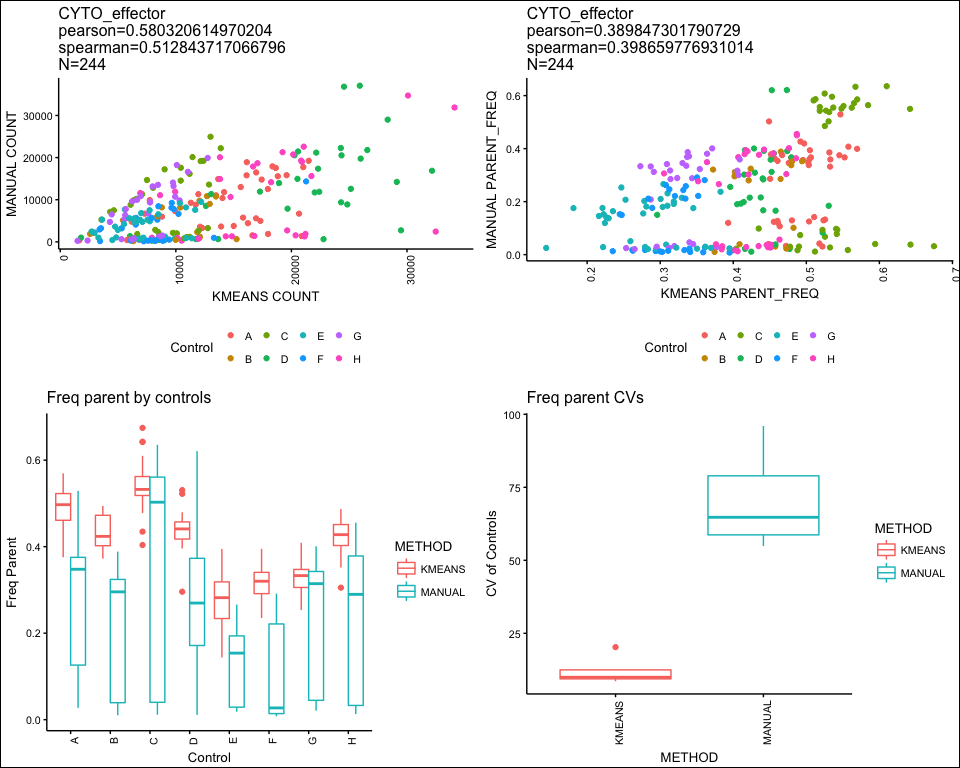 CYTO_effector
pearson=0.580320614970204
spearman=0.512843717066796
N=244
MANUAL COUNT
30000
20000
10000
0
0
10000
20000
30000
KMEANS COUNT
Control
A
C
E
G
B
D
F
H
CYTO_effector
pearson=0.389847301790729
spearman=0.398659776931014
N=244
MANUAL PARENT_FREQ
0.6
0.4
0.2
0.0
0.2
0.3
0.4
0.5
0.6
0.7
KMEANS PARENT_FREQ
Control
A
C
E
G
B
D
F
H
Freq parent by controls
Freq Parent
0.6
0.4
0.2
0.0
A
B
C
D
E
F
G
H
Control
METHOD
KMEANS
MANUAL
Freq parent CVs
CV of Controls
100
75
50
25
KMEANS
MANUAL
METHOD
METHOD
KMEANS
MANUAL